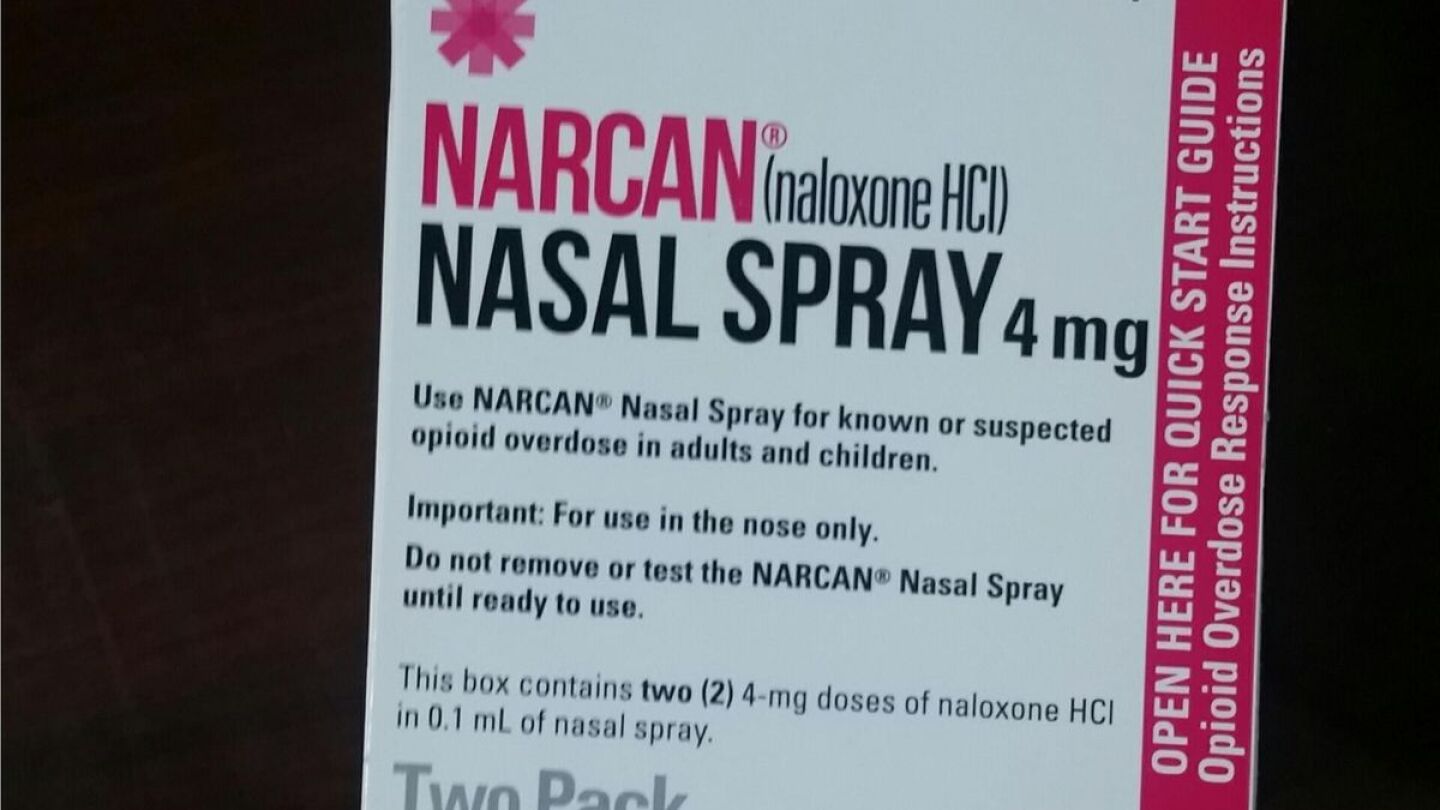 NARCAN® (naloxone HCl)
NASAL SPRAY 4 mg
Use NARCAN® Nasal Spray for known or suspected
opioid overdose in adults and children.
Important: For use in the nose only.
Do not remove or test the NARCAN® Nasal Spray
until ready to use.
This box contains two (2) 4-mg doses of naloxone HCl
in 0.1 mL of nasal spray.
Two Pack
OPEN HERE FOR QUICK START GUIDE
Opioid Overdose Response Instructions